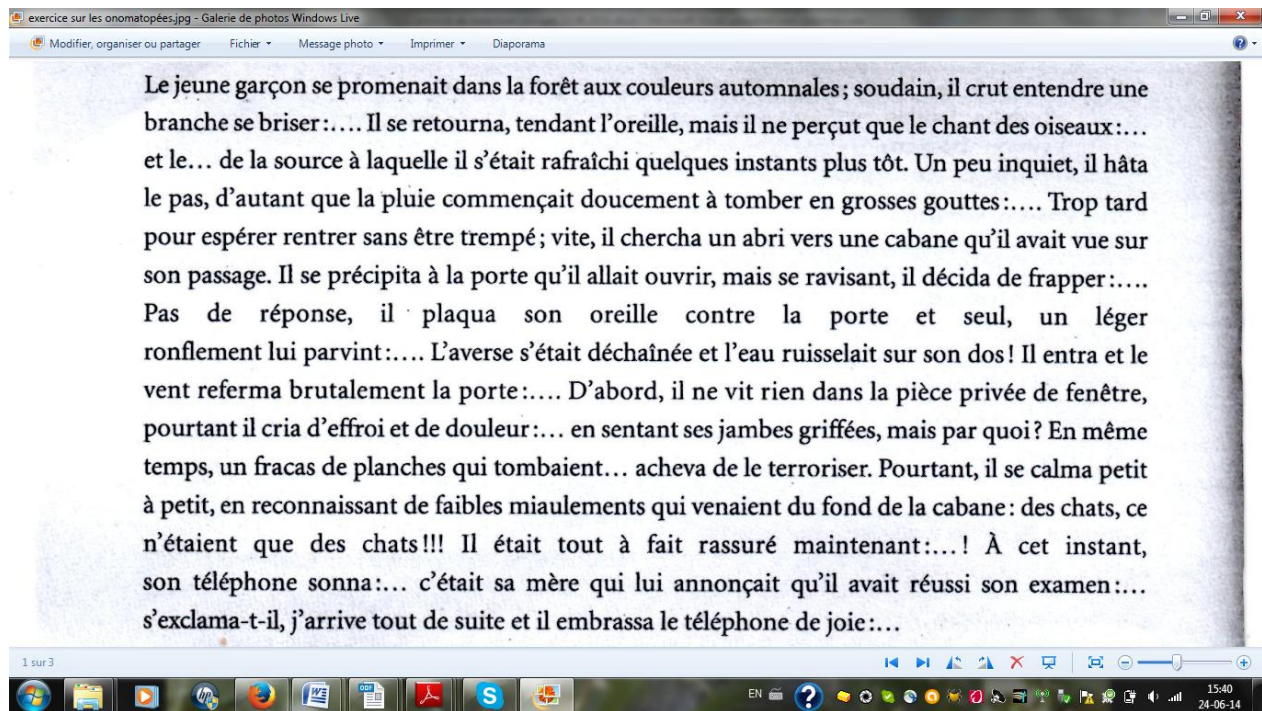 exercice sur les onomatopées.jpg - Galerie de photos Windows Live
Modifier, organiser ou partager Fichier Message photo Imprimer Diaporama
Le jeune garçon se promenait dans la forêt aux couleurs automnales ; soudain, il crut entendre une
branche se briser :.... Il se retourna, tendant l'oreille, mais il ne perçut que le chant des oiseaux :...
et le... de la source à laquelle il s'était rafraîchi quelques instants plus tôt. Un peu inquiet, il hâta
le pas, d'autant que la pluie commençait doucement à tomber en grosses gouttes :.... Trop tard
pour espérer rentrer sans être trempé ; vite, il chercha un abri vers une cabane qu'il avait vue sur
son passage. Il se précipita à la porte qu'il allait ouvrir, mais se ravisant, il décida de frapper :....
Pas de réponse, il plaqua son oreille contre la porte et seul, un léger
ronflement lui parvint :.... L'averse s'était déchaînée et l'eau ruisselait sur son dos ! Il entra et le
vent referma brutalement la porte :.... D'abord, il ne vit rien dans la pièce privée de fenêtre,
pourtant il cria d'effroi et de douleur :... en sentant ses jambes griffées, mais par quoi ? En même
temps, un fracas de planches qui tombaient... acheva de le terroriser. Pourtant, il se calma petit
à petit, en reconnaissant de faibles miaulements qui venaient du fond de la cabane : des chats, ce
n'étaient que des chats !!! Il était tout à fait rassuré maintenant :... ! À cet instant,
son téléphone sonna :... c'était sa mère qui lui annonçait qu'il avait réussi son examen :...
s'exclama-t-il, j'arrive tout de suite et il embrassa le téléphone de joie :...
1 sur 3
EN 15:40
24-06-14